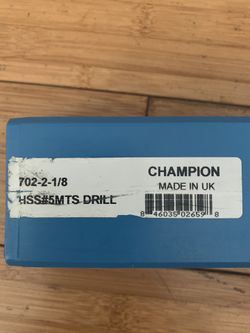 702-2-1/8
HSS#5MTS DRILL
CHAMPION
MADE IN UK
8 46035 02659 8